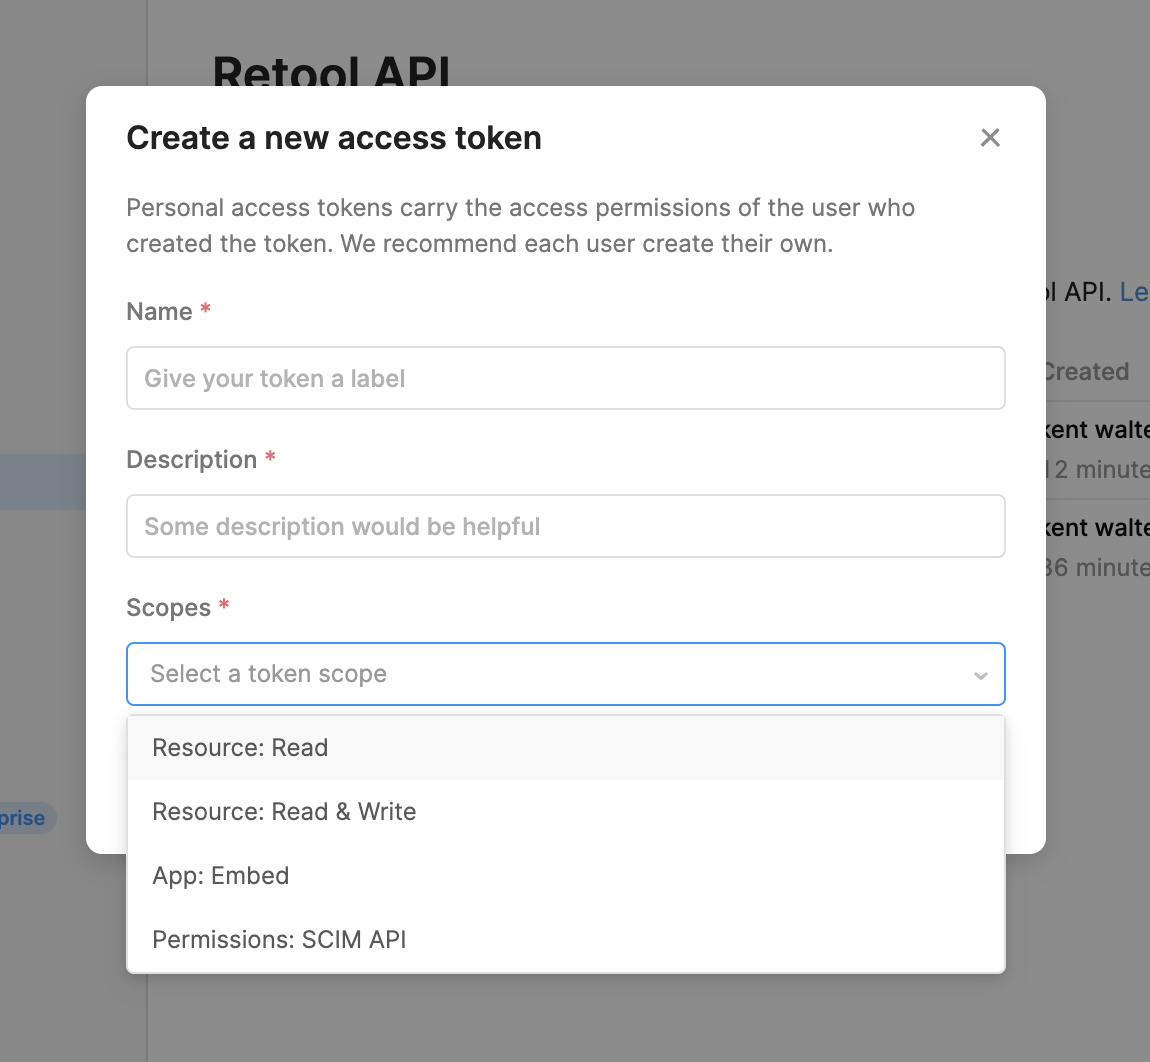 Retool API
Create a new access token
Personal access tokens carry the access permissions of the user who
created the token. We recommend each user create their own.
Name *
Give your token a label
Description *
Some description would be helpful
Scopes *
Select a token scope
Resource: Read
Resource: Read & Write
App: Embed
Permissions: SCIM API
ol API. Le
Created
kent walte
12 minute
kent walte
36 minute
prise